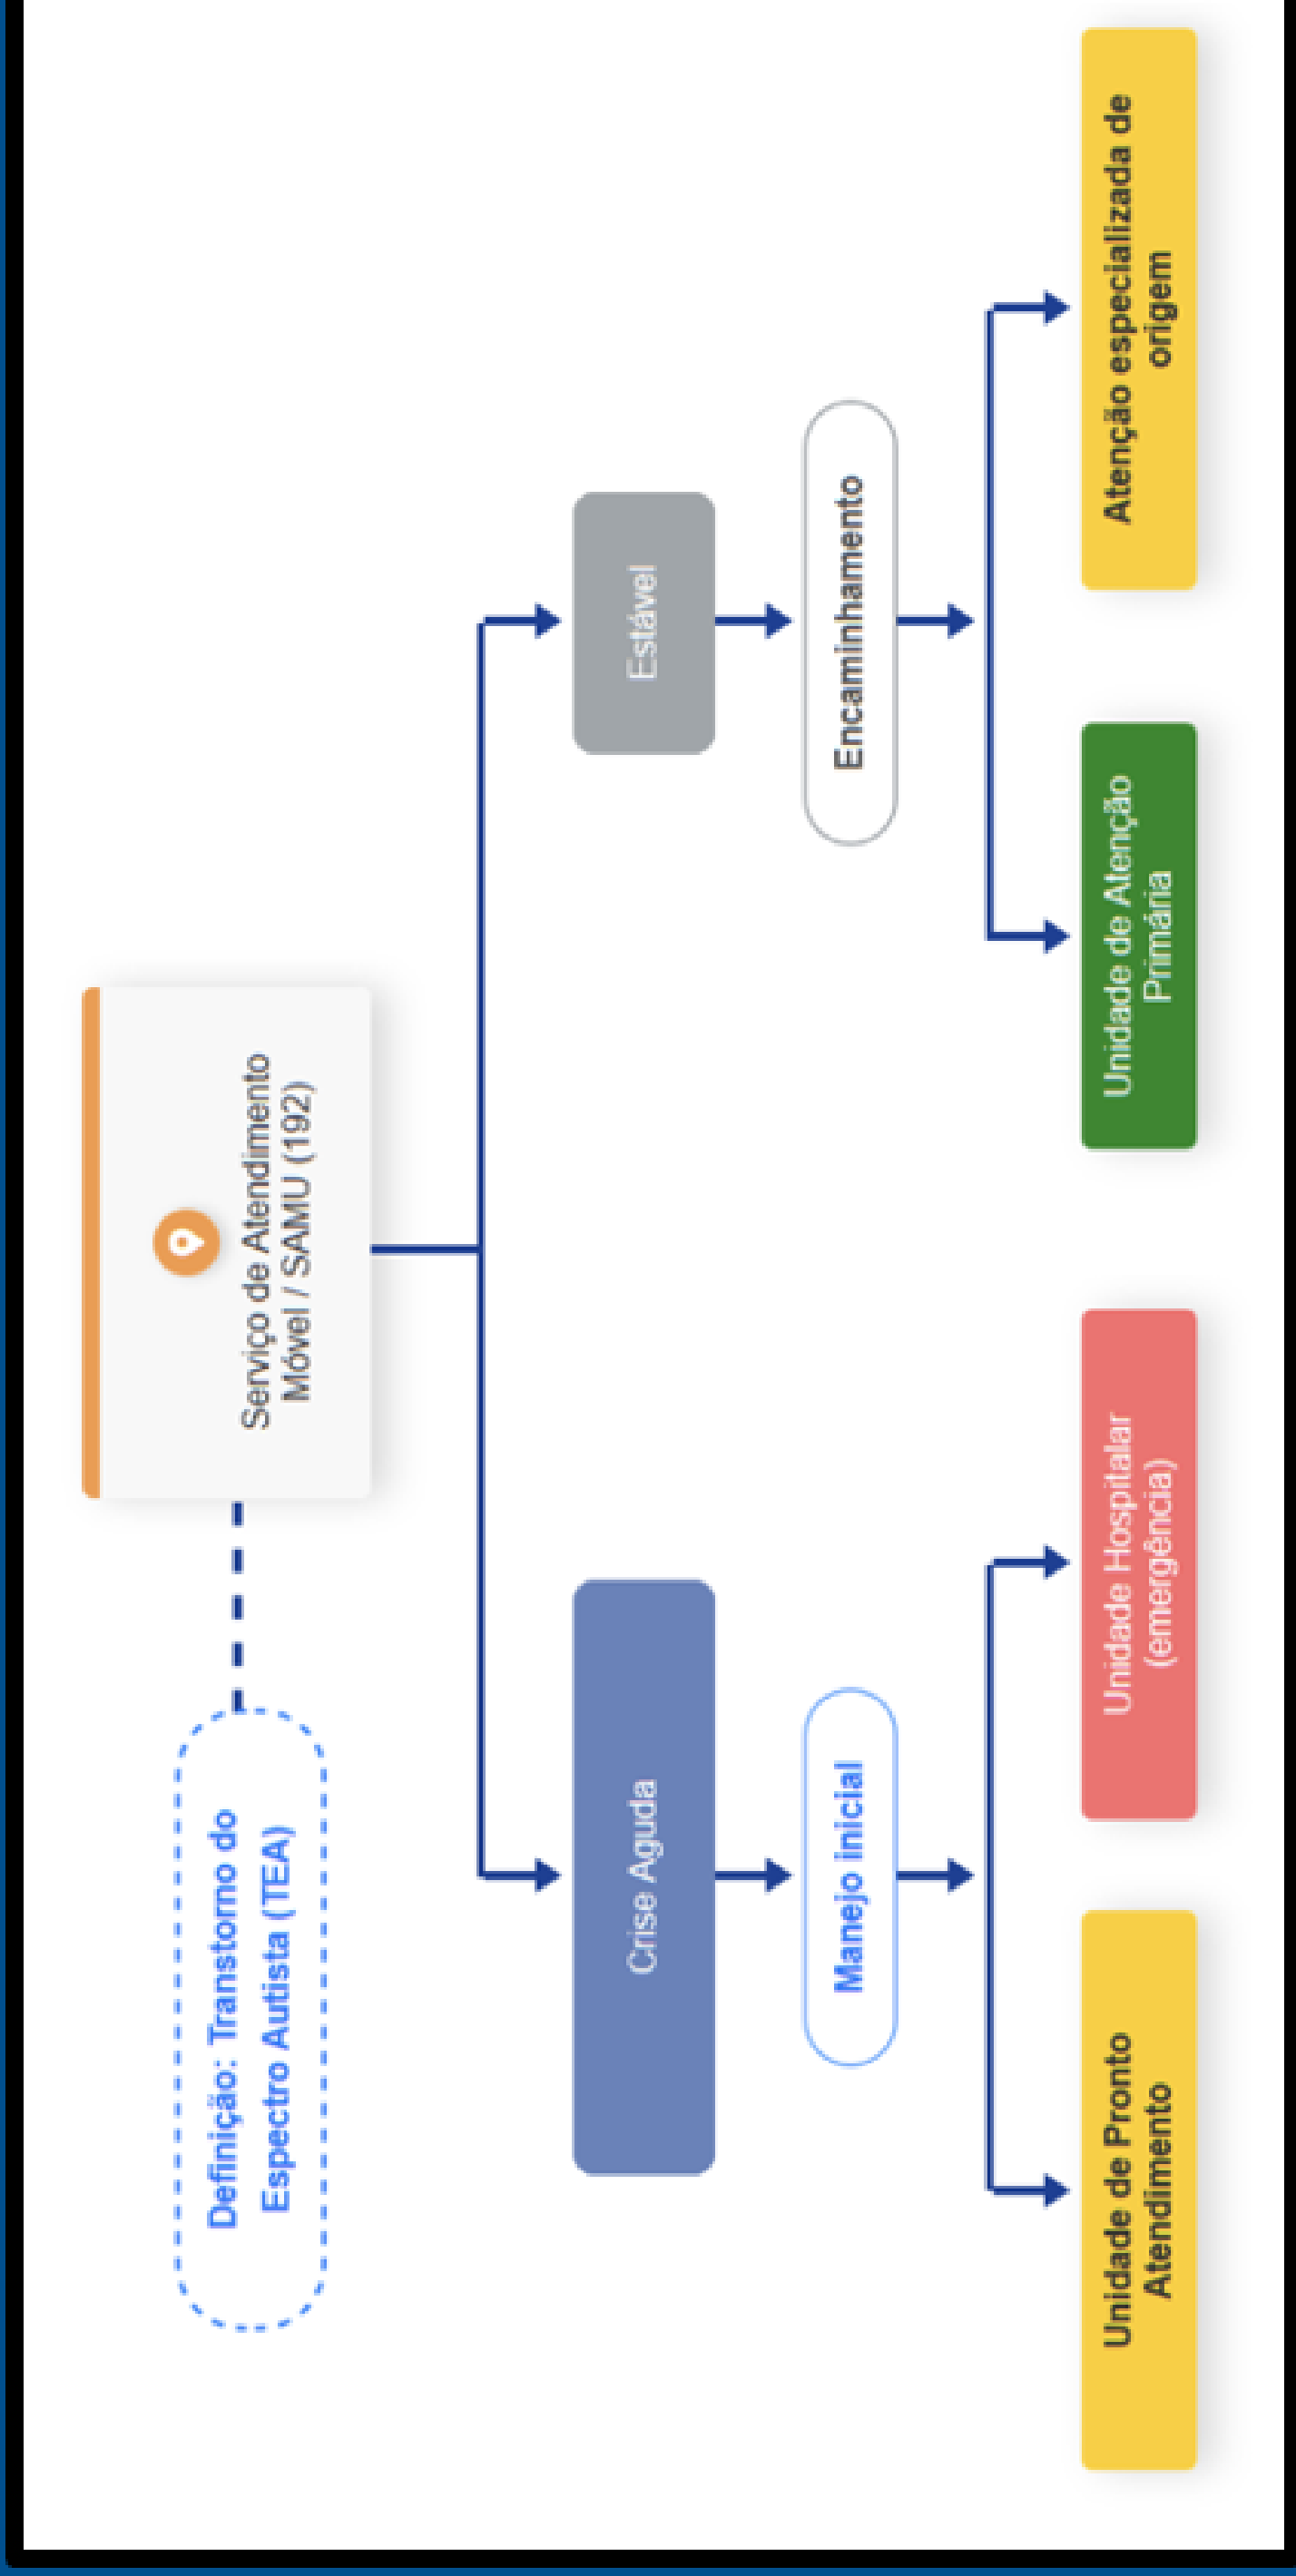 Definição: Transtorno do
Espectro Autista (TEA)
Serviço de Atendimento
Móvel / SAMU (192)
Crise Aguda
Estável
Manejo inicial
Encaminhamento
Unidade de Pronto
Atendimento
Unidade Hospitalar
(emergência)
Unidade de Atenção
Primária
Atenção especializada de
origem